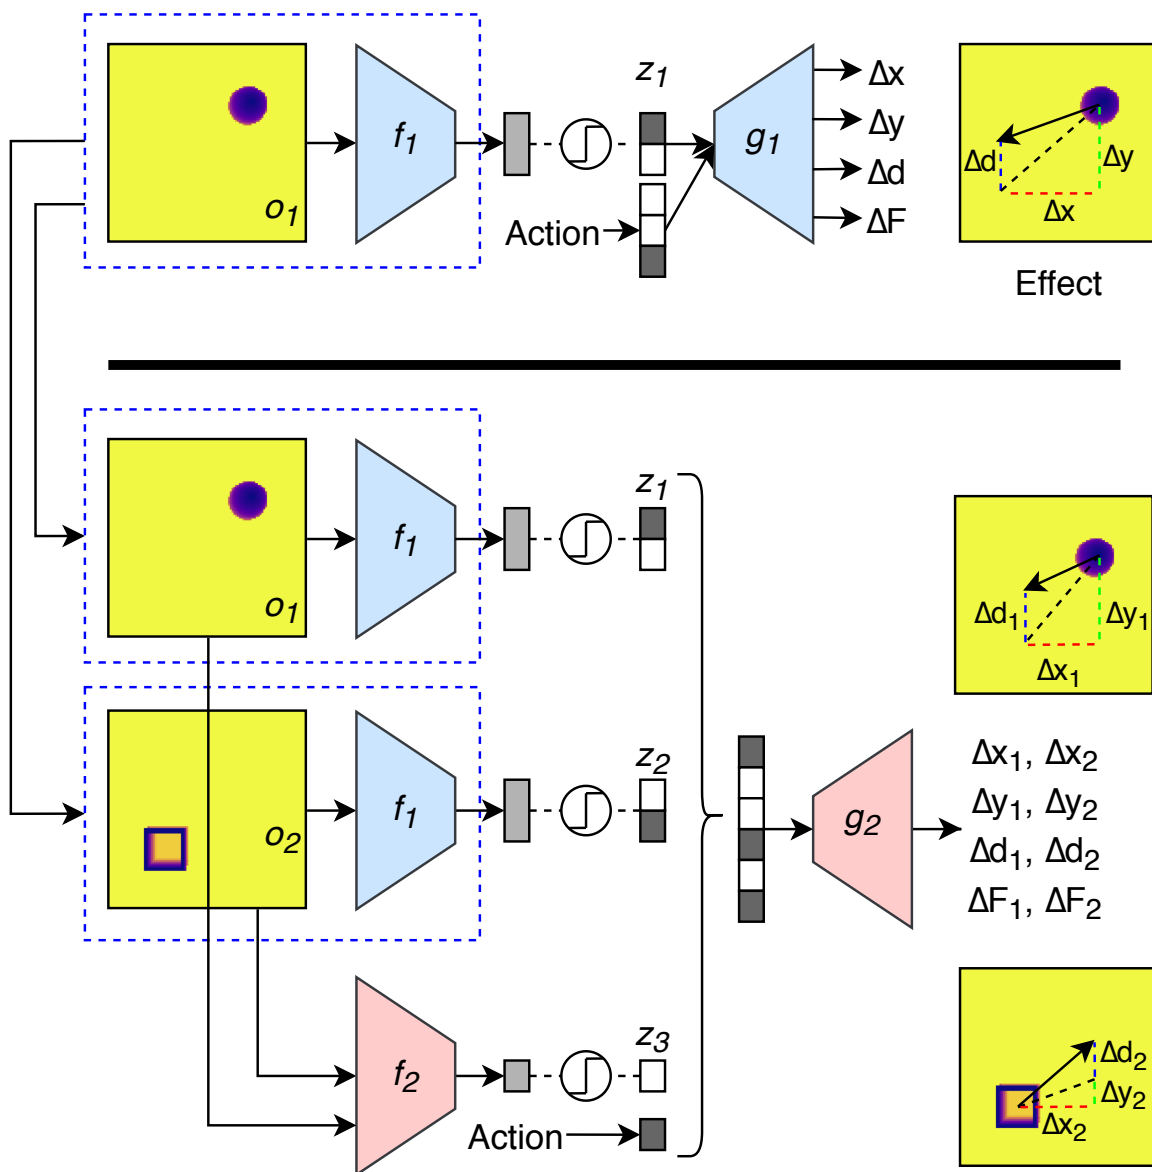 o1
f1
z1
Action
g1
Δx
Δy
Δd
ΔF
Δd
Δy
Δx
Effect
o1
f1
z1
Δd1
Δy1
Δx1
o2
f1
z2
g2
Δx1, Δx2
Δy1, Δy2
Δd1, Δd2
ΔF1, ΔF2
f2
z3
Action
Δd2
Δy2
Δx2